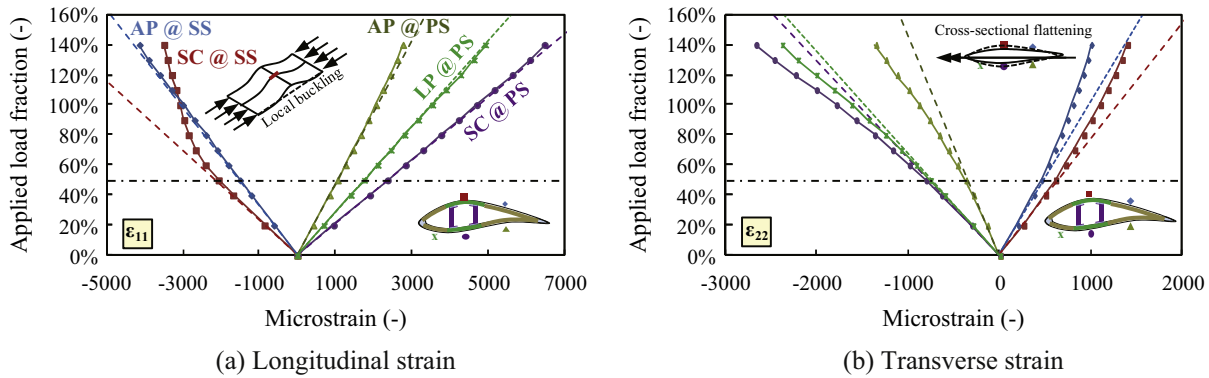 160%
140%
120%
100%
80%
60%
40%
20%
0%
Applied load fraction (-)
AP @ SS
SC @ SS
Local buckling
AP @ PS
LP @ PS
SC @ PS
ε11
x
-5000 -3000 -1000 1000 3000 5000 7000
Microstrain (-)
(a) Longitudinal strain
160%
140%
120%
100%
80%
60%
40%
20%
0%
Applied load fraction (-)
Cross-sectional flattening
x
ε22
x
-3000 -2000 -1000 0 1000 2000
Microstrain (-)
(b) Transverse strain